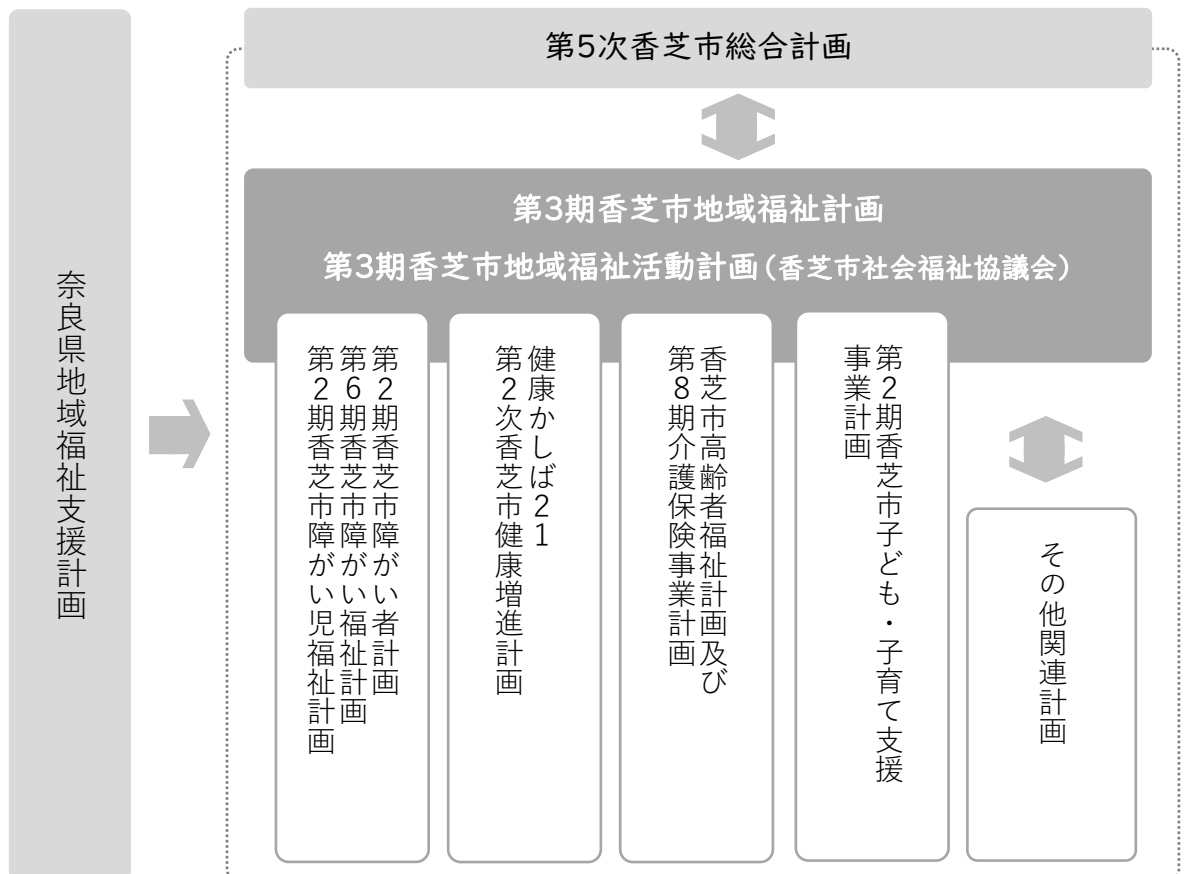 第5次香芝市総合計画
第3期香芝市地域福祉計画
第3期香芝市地域福祉活動計画(香芝市社会福祉協議会)
奈良県地域福祉支援計画
第2期香芝市障がい者計画
第6期香芝市障がい福祉計画
第2期香芝市障がい児福祉計画
健康かしば21
第2次香芝市健康増進計画
香芝市高齢者福祉計画及び
第8期介護保険事業計画
第2期香芝市子ども・子育て支援
事業計画
その他関連計画